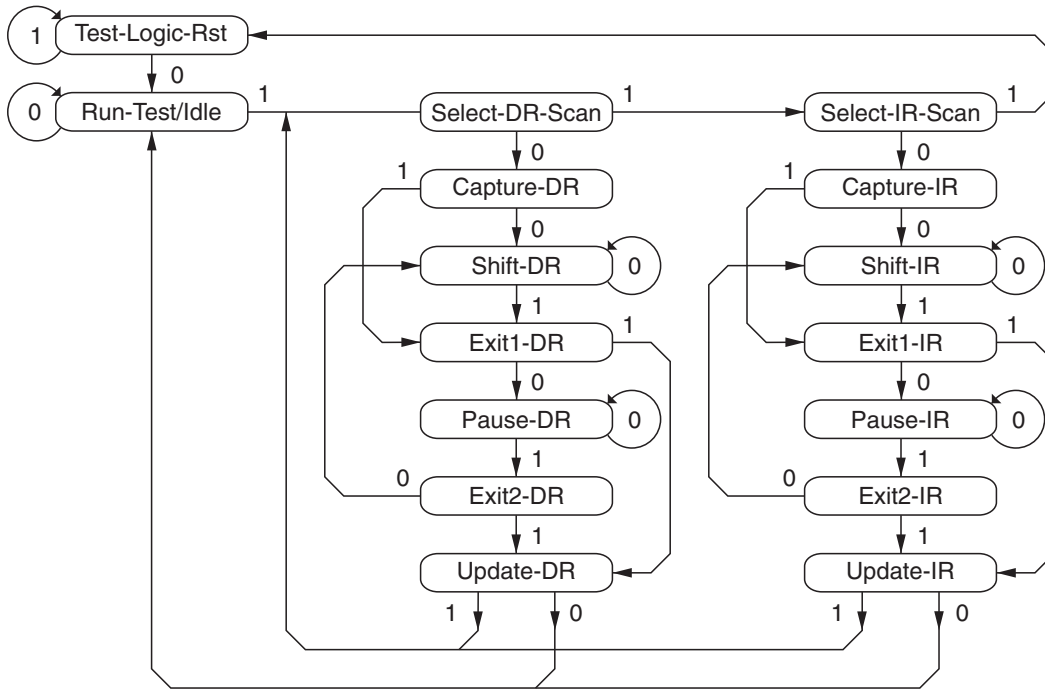 1
Test-Logic-Rst
0
0
Run-Test/Idle
1
Select-DR-Scan
1
Select-IR-Scan
1
0
0
1
Capture-DR
1
Capture-IR
0
0
Shift-DR
0
Shift-IR
0
1
1
Exit1-DR
1
Exit1-IR
1
0
0
Pause-DR
0
Pause-IR
0
1
1
0
Exit2-DR
0
Exit2-IR
1
1
Update-DR
Update-IR
1
0
1
0